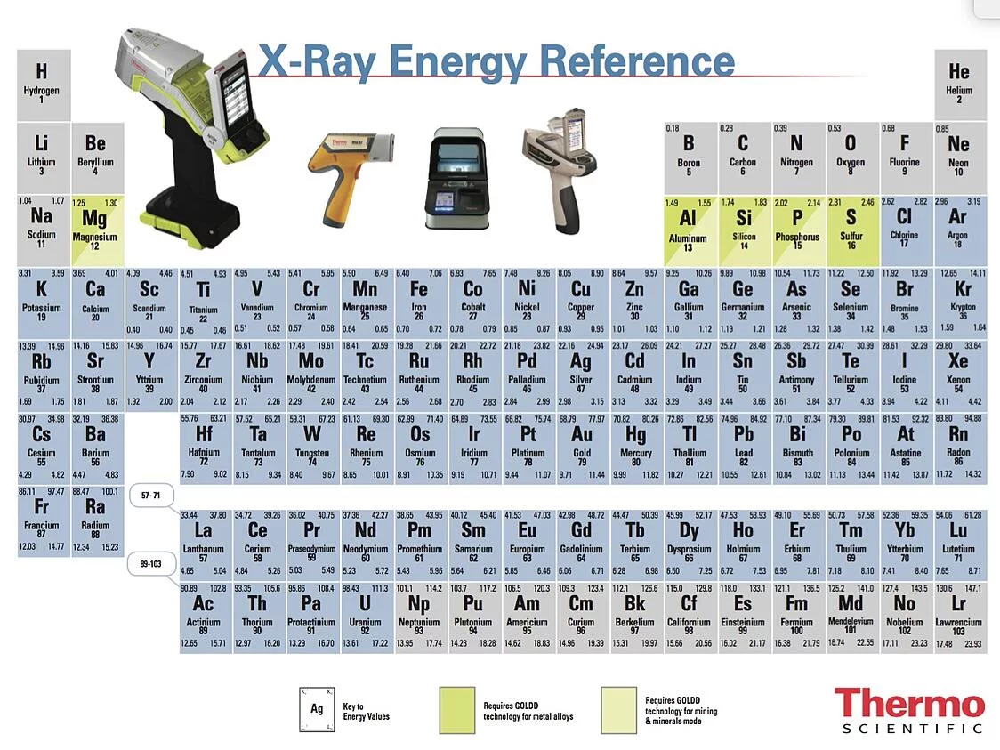 X-Ray Energy Reference
H He
Hydrogen Helium
1 2
0.18 0.28 0.39 0.53 0.68 0.85
Li Be B C N O F Ne
Lithium Beryllium Boron Carbon Nitrogen Oxygen Fluorine Neon
3 4 5 6 7 8 9 10
1.04 1.07 1.25 1.30 1.49 1.55 1.74 1.83 2.02 2.14 2.31 2.46 2.62 2.82 2.96 3.19
Na Mg Al Si P S Cl Ar
Sodium Magnesium Aluminum Silicon Phosphorus Sulfur Chlorine Argon
11 12 13 14 15 16 17 18
3.31 3.59 3.69 4.01 4.09 4.46 4.51 4.93 4.95 5.43 5.41 5.95 5.90 6.49 6.40 7.06 6.93 7.65 7.48 8.26 8.05 8.90 8.64 9.57 9.25 10.26 9.89 10.98 10.54 11.73 11.22 12.50 11.92 13.29 12.65 14.11
K Ca Sc Ti V Cr Mn Fe Co Ni Cu Zn Ga Ge As Se Br Kr
Potassium Calcium Scandium Titanium Vanadium Chromium Manganese Iron Cobalt Nickel Copper Zinc Gallium Germanium Arsenic Selenium Bromine Krypton
19 20 21 22 23 24 25 26 27 28 29 30 31 32 33 34 35 36
0.40 0.40 0.45 0.46 0.51 0.52 0.57 0.58 0.64 0.65 0.70 0.72 0.78 0.79 0.85 0.87 0.93 0.95 1.01 1.03 1.10 1.12 1.19 1.21 1.28 1.32 1.38 1.42 1.48 1.53 1.59 1.64
13.39 14.96 14.16 15.83 14.96 16.74 15.77 17.67 16.61 18.62 17.48 19.61 18.41 20.59 19.28 21.66 20.21 22.72 21.18 23.82 22.16 24.94 23.17 26.09 24.21 27.27 25.27 28.48 26.36 29.72 27.47 30.99 28.61 32.29 29.80 33.64
Rb Sr Y Zr Nb Mo Tc Ru Rh Pd Ag Cd In Sn Sb Te I Xe
Rubidium Strontium Yttrium Zirconium Niobium Molybdenum Technetium Ruthenium Rhodium Palladium Silver Cadmium Indium Tin Antimony Tellurium Iodine Xenon
37 38 39 40 41 42 43 44 45 46 47 48 49 50 51 52 53 54
1.69 1.75 1.81 1.87 1.92 2.00 2.04 2.12 2.17 2.26 2.29 2.40 2.42 2.54 2.56 2.68 2.70 2.83 2.84 2.99 2.98 3.15 3.13 3.32 3.29 3.49 3.44 3.66 3.61 3.84 3.77 4.03 3.94 4.22 4.11 4.42
30.97 34.98 32.19 36.38 55.76 63.21 57.52 65.21 59.31 67.23 61.13 69.30 62.99 71.40 64.89 73.55 66.82 75.74 68.79 77.97 70.82 80.26 72.86 82.56 74.96 84.92 77.10 87.34 79.30 89.81 81.53 92.32 83.80 94.88
Cs Ba Hf Ta W Re Os Ir Pt Au Hg Tl Pb Bi Po At Rn
Cesium Barium Hafnium Tantalum Tungsten Rhenium Osmium Iridium Platinum Gold Mercury Thallium Lead Bismuth Polonium Astatine Radon
55 56 72 73 74 75 76 77 78 79 80 81 82 83 84 85 86
4.29 4.62 4.47 4.83 7.90 9.02 8.15 9.34 8.40 9.67 8.65 10.01 8.91 10.35 9.19 10.71 9.44 11.07 9.71 11.44 9.99 11.82 10.27 12.21 10.55 12.61 10.84 13.02 11.13 13.44 11.42 13.87 11.72 14.32
86.11 97.47 88.47 100.1
Fr Ra
Francium Radium
87 88
12.03 14.77 12.34 15.23
57- 71
33.44 37.80 34.72 39.26 36.02 40.75 37.36 42.27 38.65 43.95 40.12 45.40 41.53 47.03 42.98 48.72 44.47 50.39 45.99 52.17 47.53 53.93 49.10 55.69 50.73 57.58 52.36 59.35 54.06 61.28
La Ce Pr Nd Pm Sm Eu Gd Tb Dy Ho Er Tm Yb Lu
Lanthanum Cerium Praseodymium Neodymium Promethium Samarium Europium Gadolinium Terbium Dysprosium Holmium Erbium Thulium Ytterbium Lutetium
57 58 59 60 61 62 63 64 65 66 67 68 69 70 71
4.65 5.04 4.84 5.26 5.03 5.49 5.23 5.72 5.43 5.96 5.64 6.21 5.85 6.46 6.06 6.71 6.28 6.98 6.50 7.25 6.72 7.53 6.95 7.81 7.18 8.10 7.41 8.40 7.65 8.71
89-103
90.89 102.8 93.35 105.6 95.86 108.4 98.43 111.3 101.1 114.2 103.7 117.2 106.5 120.3 109.3 123.4 112.1 126.6 115.0 129.8 118.0 133.1 121.1 136.5 125.2 141.0 127.4 143.5 130.6 147.1
Ac Th Pa U Np Pu Am Cm Bk Cf Es Fm Md No Lr
Actinium Thorium Protactinium Uranium Neptunium Plutonium Americium Curium Berkelium Californium Einsteinium Fermium Mendelevium Nobelium Lawrencium
89 90 91 92 93 94 95 96 97 98 99 100 101 102 103
12.65 15.71 12.97 16.20 13.29 16.70 13.61 17.22 13.95 17.74 14.28 18.28 14.62 18.83 14.96 19.39 15.31 19.97 15.66 20.56 16.02 21.17 16.38 21.79 16.74 22.55 17.11 23.23 17.48 23.93
Ag
Key to
Energy Values
Requires GOLDD
technology for metal alloys
Requires GOLDD
technology for mining
& minerals mode
Thermo
SCIENTIFIC